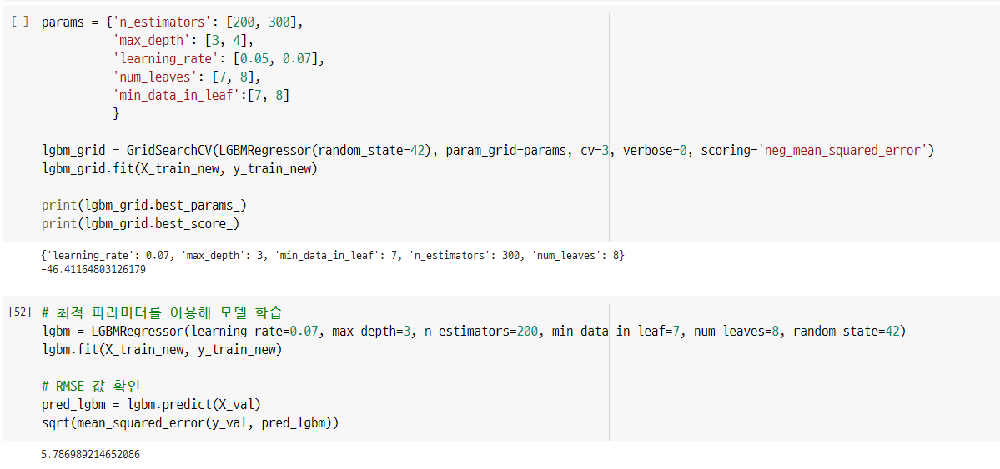 [ ] params = {'n_estimators': [200, 300],
'max_depth': [3, 4],
'learning_rate': [0.05, 0.07],
'num_leaves': [7, 8],
'min_data_in_leaf':[7, 8]
}
lgbm_grid = GridSearchCV(LGBMRegressor(random_state=42), param_grid=params, cv=3, verbose=0, scoring='neg_mean_squared_error')
lgbm_grid.fit(X_train_new, y_train_new)
print(lgbm_grid.best_params_)
print(lgbm_grid.best_score_)
{'learning_rate': 0.07, 'max_depth': 3, 'min_data_in_leaf': 7, 'n_estimators': 300, 'num_leaves': 8}
-46.41164803126179
[52] # 최적 파라미터를 이용해 모델 학습
lgbm = LGBMRegressor(learning_rate=0.07, max_depth=3, n_estimators=200, min_data_in_leaf=7, num_leaves=8, random_state=42)
lgbm.fit(X_train_new, y_train_new)
# RMSE 값 확인
pred_lgbm = lgbm.predict(X_val)
sqrt(mean_squared_error(y_val, pred_lgbm))
5.786989214652086